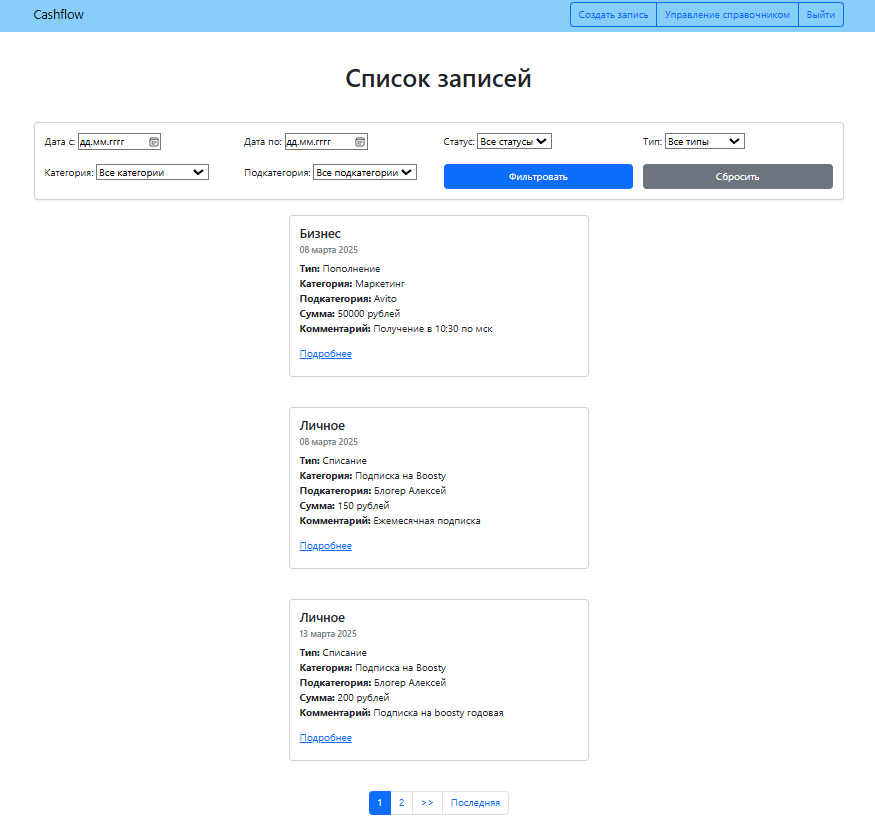 Cashflow Создать запись Управление справочником Выйти
Список записей
Дата с: дд.мм.гггг Дата по: дд.мм.гггг Статус: Все статусы Тип: Все типы
Категория: Все категории Подкатегория: Все подкатегории Фильтровать Сбросить
Бизнес
08 марта 2025
Тип: Пополнение
Категория: Маркетинг
Подкатегория: Avito
Сумма: 50000 рублей
Комментарий: Получение в 10:30 по мск
Подробнее
Личное
08 марта 2025
Тип: Списание
Категория: Подписка на Boosty
Подкатегория: Блогер Алексей
Сумма: 150 рублей
Комментарий: Ежемесячная подписка
Подробнее
Личное
13 марта 2025
Тип: Списание
Категория: Подписка на Boosty
Подкатегория: Блогер Алексей
Сумма: 200 рублей
Комментарий: Подписка на boosty годовая
Подробнее
1 2 >> Последняя